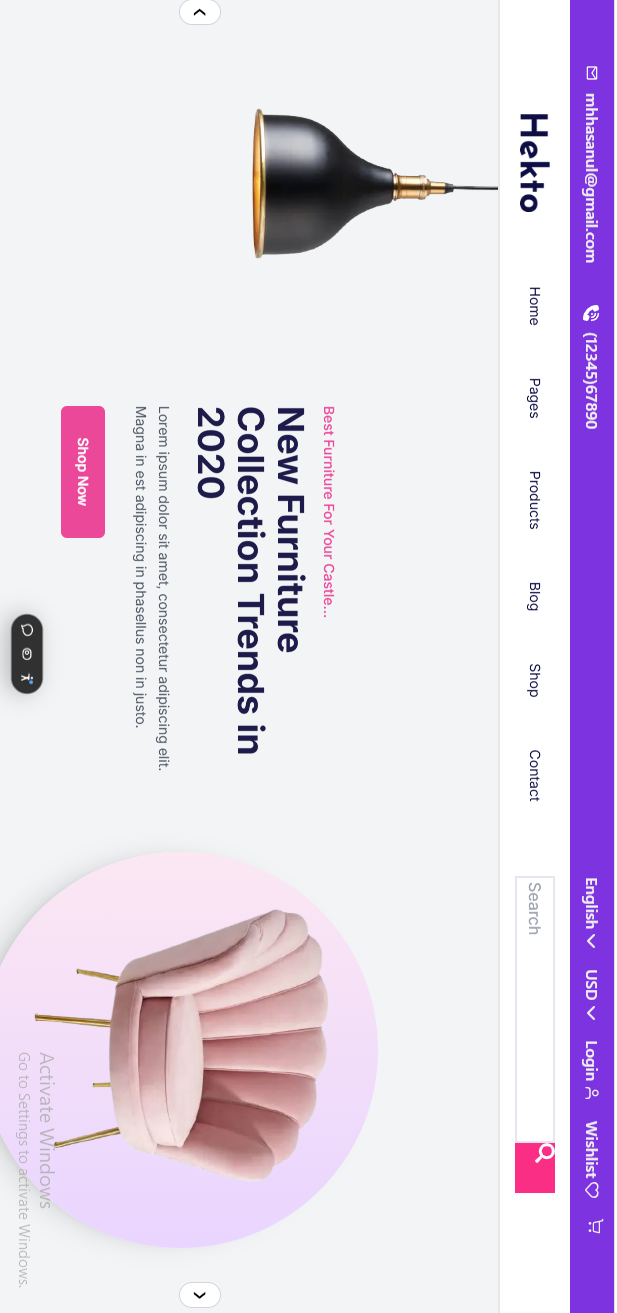 mhhasanul@gmail.com
(12345)67890
English
USD
Login
Wishlist
Hekto
Home
Pages
Products
Blog
Shop
Contact
Search
Best Furniture For Your Castle...
New Furniture
Collection Trends in
2020
Lorem ipsum dolor sit amet, consectetur adipiscing elit.
Magna in est adipiscing in phasellus non in justo.
Shop Now
Activate Windows
Go to Settings to activate Windows.